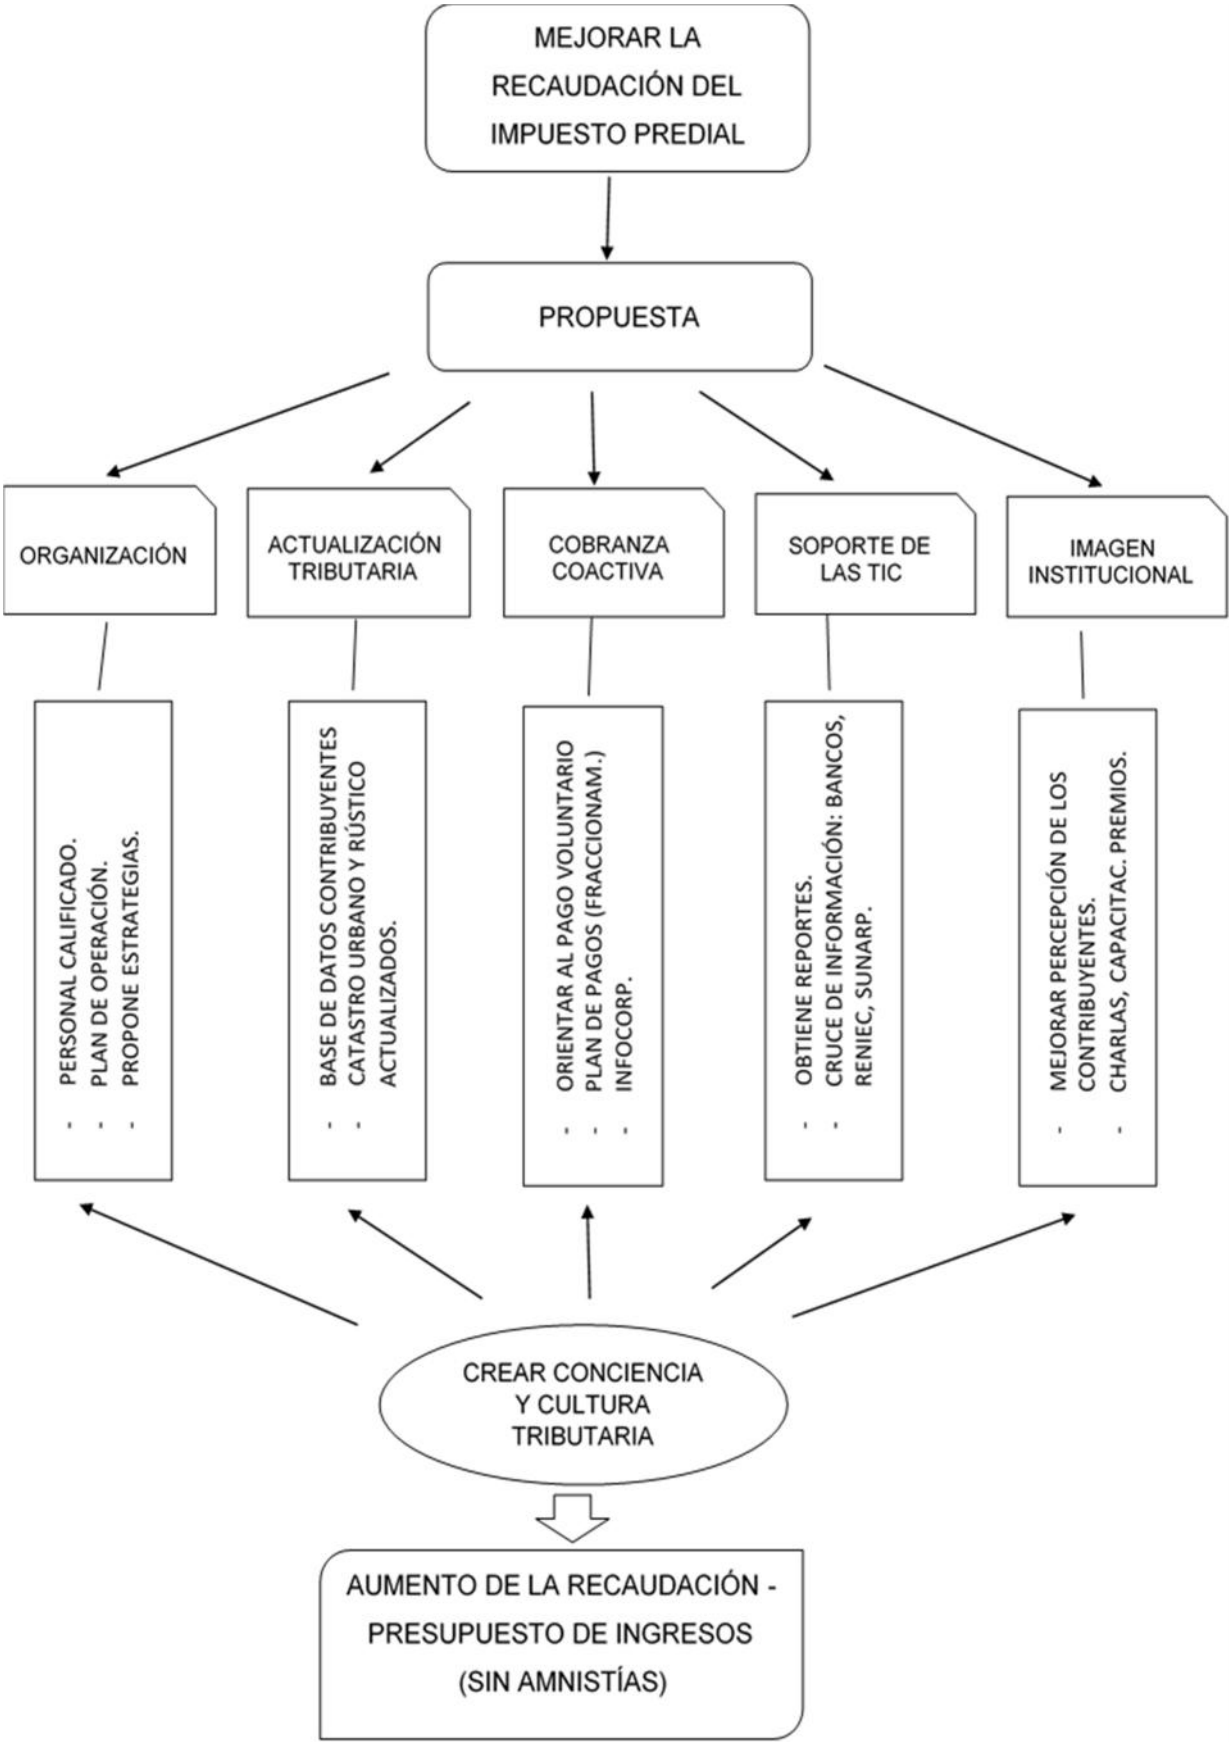 MEJORAR LA
RECAUDACIÓN DEL
IMPUESTO PREDIAL
PROPUESTA
ORGANIZACIÓN
ACTUALIZACIÓN
TRIBUTARIA
COBRANZA
COACTIVA
SOPORTE DE
LAS TIC
IMAGEN
INSTITUCIONAL
- PERSONAL CALIFICADO.
- PLAN DE OPERACIÓN.
- PROPONE ESTRATEGIAS.
- BASE DE DATOS CONTRIBUYENTES
- CATASTRO URBANO Y RÚSTICO
ACTUALIZADOS.
- ORIENTAR AL PAGO VOLUNTARIO
- PLAN DE PAGOS (FRACCIONAM.)
- INFOCORP.
- OBTIENE REPORTES.
- CRUCE DE INFORMACIÓN: BANCOS,
RENIEC, SUNARP.
- MEJORAR PERCEPCIÓN DE LOS
CONTRIBUYENTES.
- CHARLAS, CAPACITAC. PREMIOS.
CREAR CONCIENCIA
Y CULTURA
TRIBUTARIA
AUMENTO DE LA RECAUDACIÓN -
PRESUPUESTO DE INGRESOS
(SIN AMNISTÍAS)